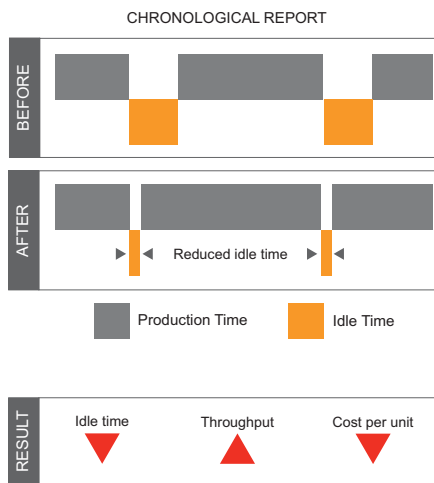 CHRONOLOGICAL REPORT
BEFORE
AFTER
Reduced idle time
Production Time
Idle Time
RESULT
Idle time
Throughput
Cost per unit